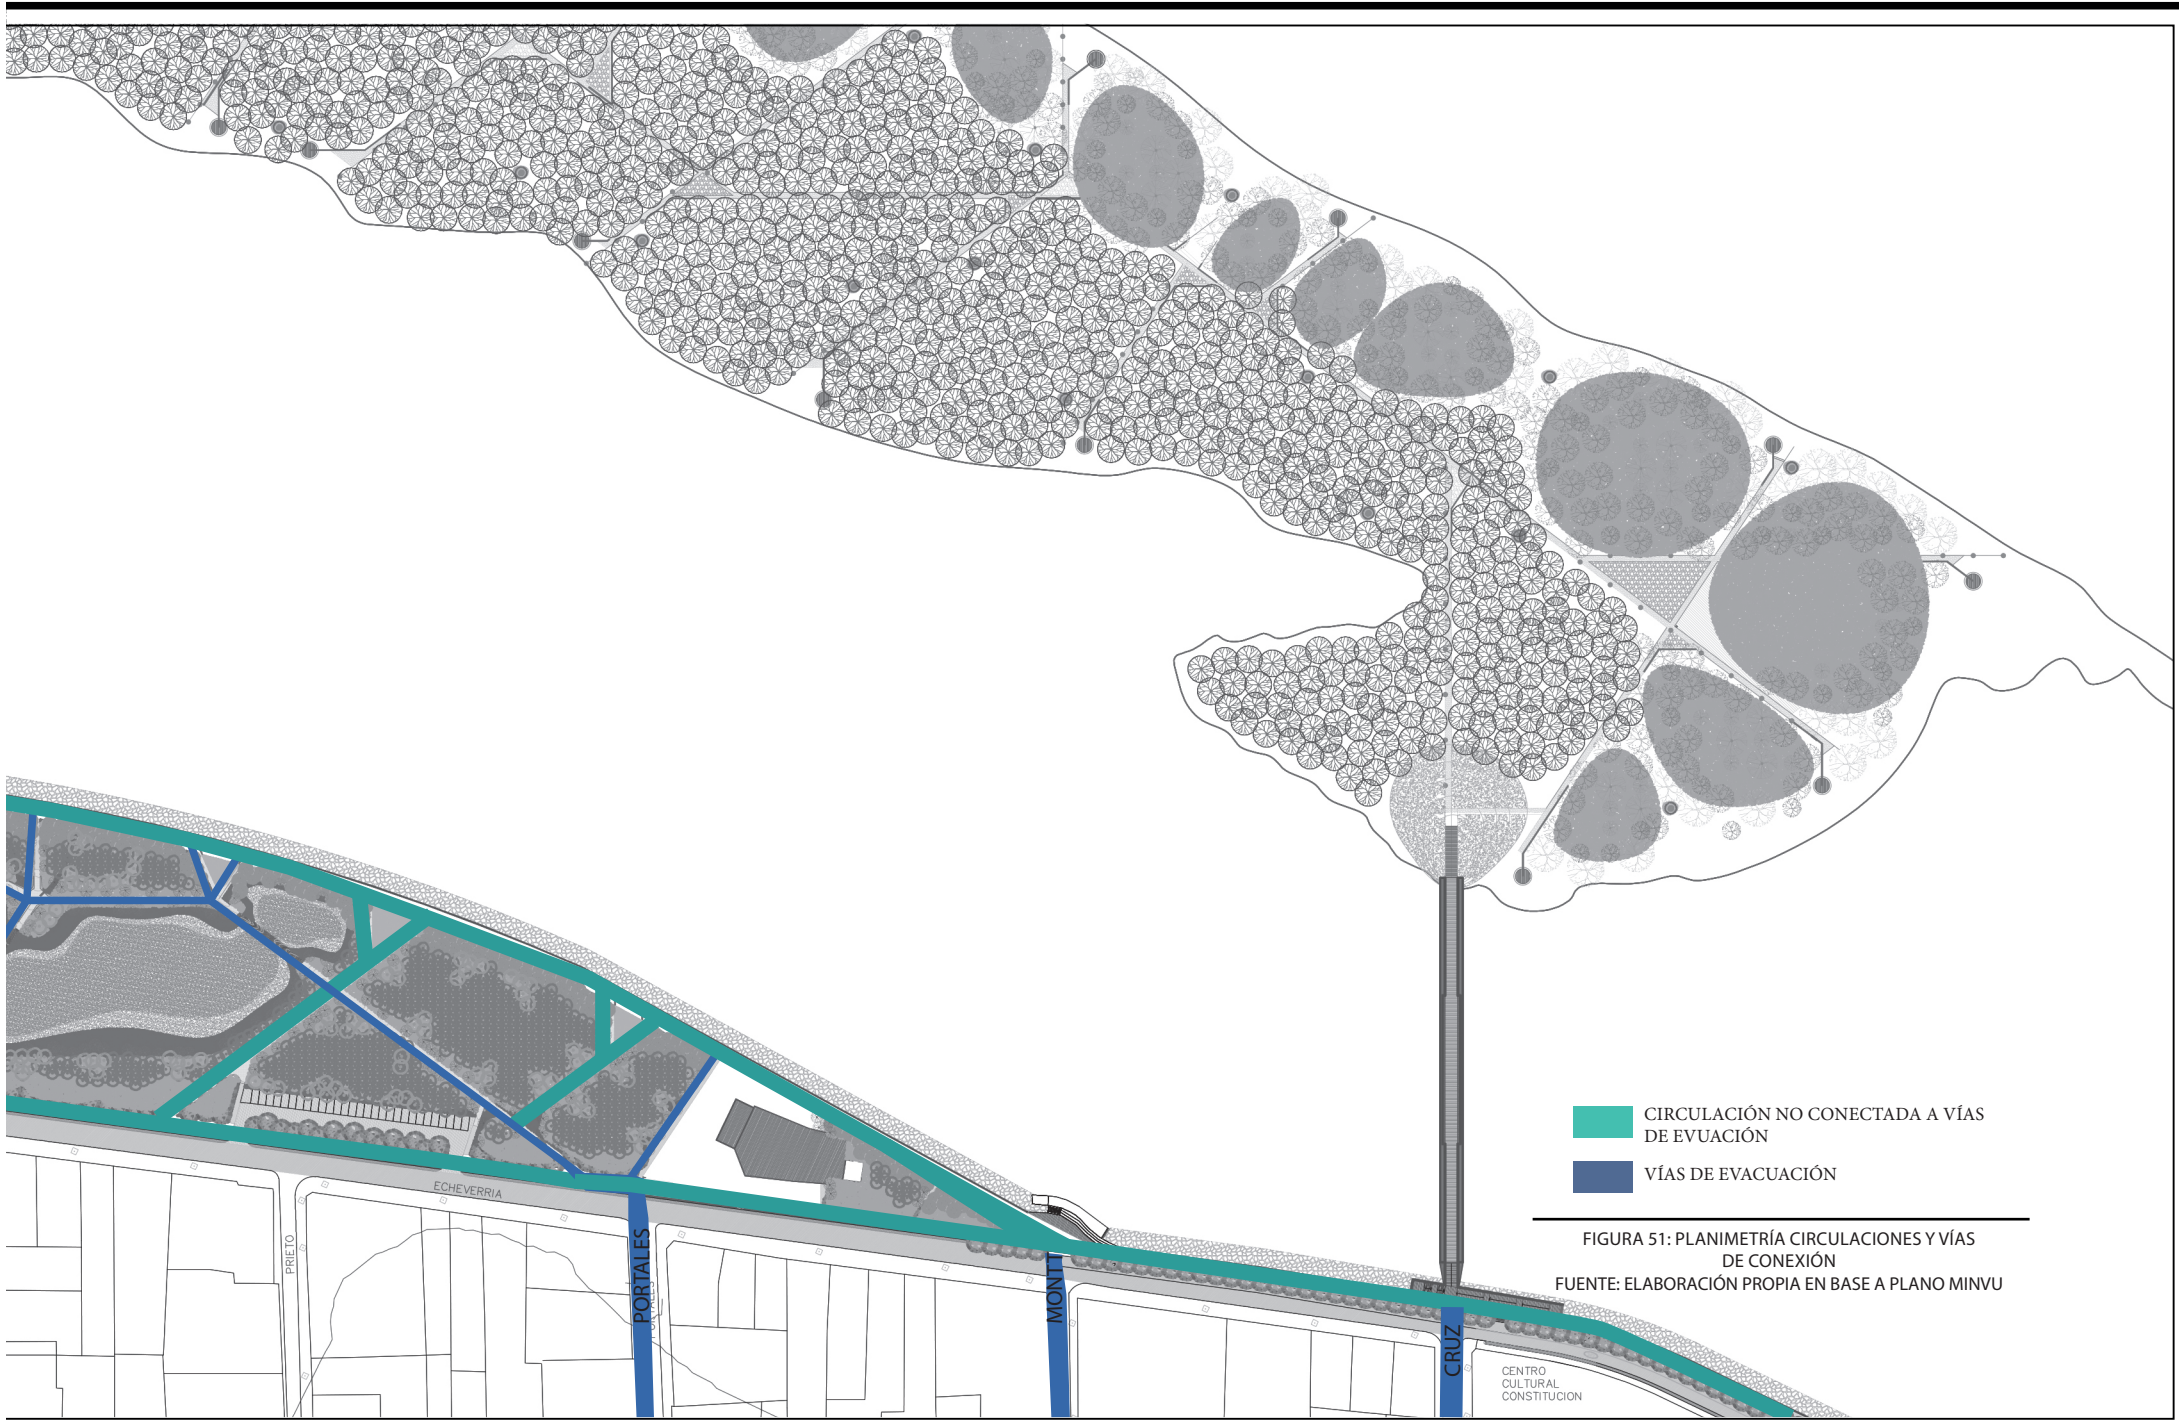 CIRCULACIÓN NO CONECTADA A VÍAS
DE EVUACIÓN
VÍAS DE EVACUACIÓN
FIGURA 51: PLANIMETRÍA CIRCULACIONES Y VÍAS
DE CONEXIÓN
FUENTE: ELABORACIÓN PROPIA EN BASE A PLANO MINVU
ECHEVERRIA
PRIETO
PORTALES
PORTALES
MONTT
CRUZ
CENTRO
CULTURAL
CONSTITUCION